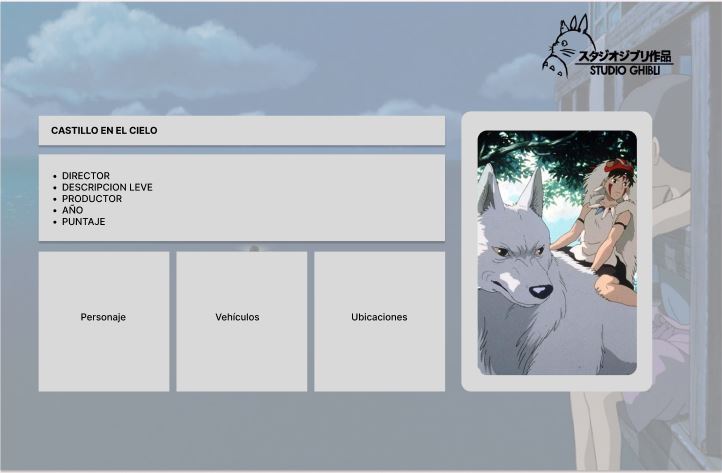 スタジオジブリ作品
STUDIO GHIBLI
CASTILLO EN EL CIELO
• DIRECTOR
• DESCRIPCION LEVE
• PRODUCTOR
• AÑO
• PUNTAJE
Personaje
Vehículos
Ubicaciones